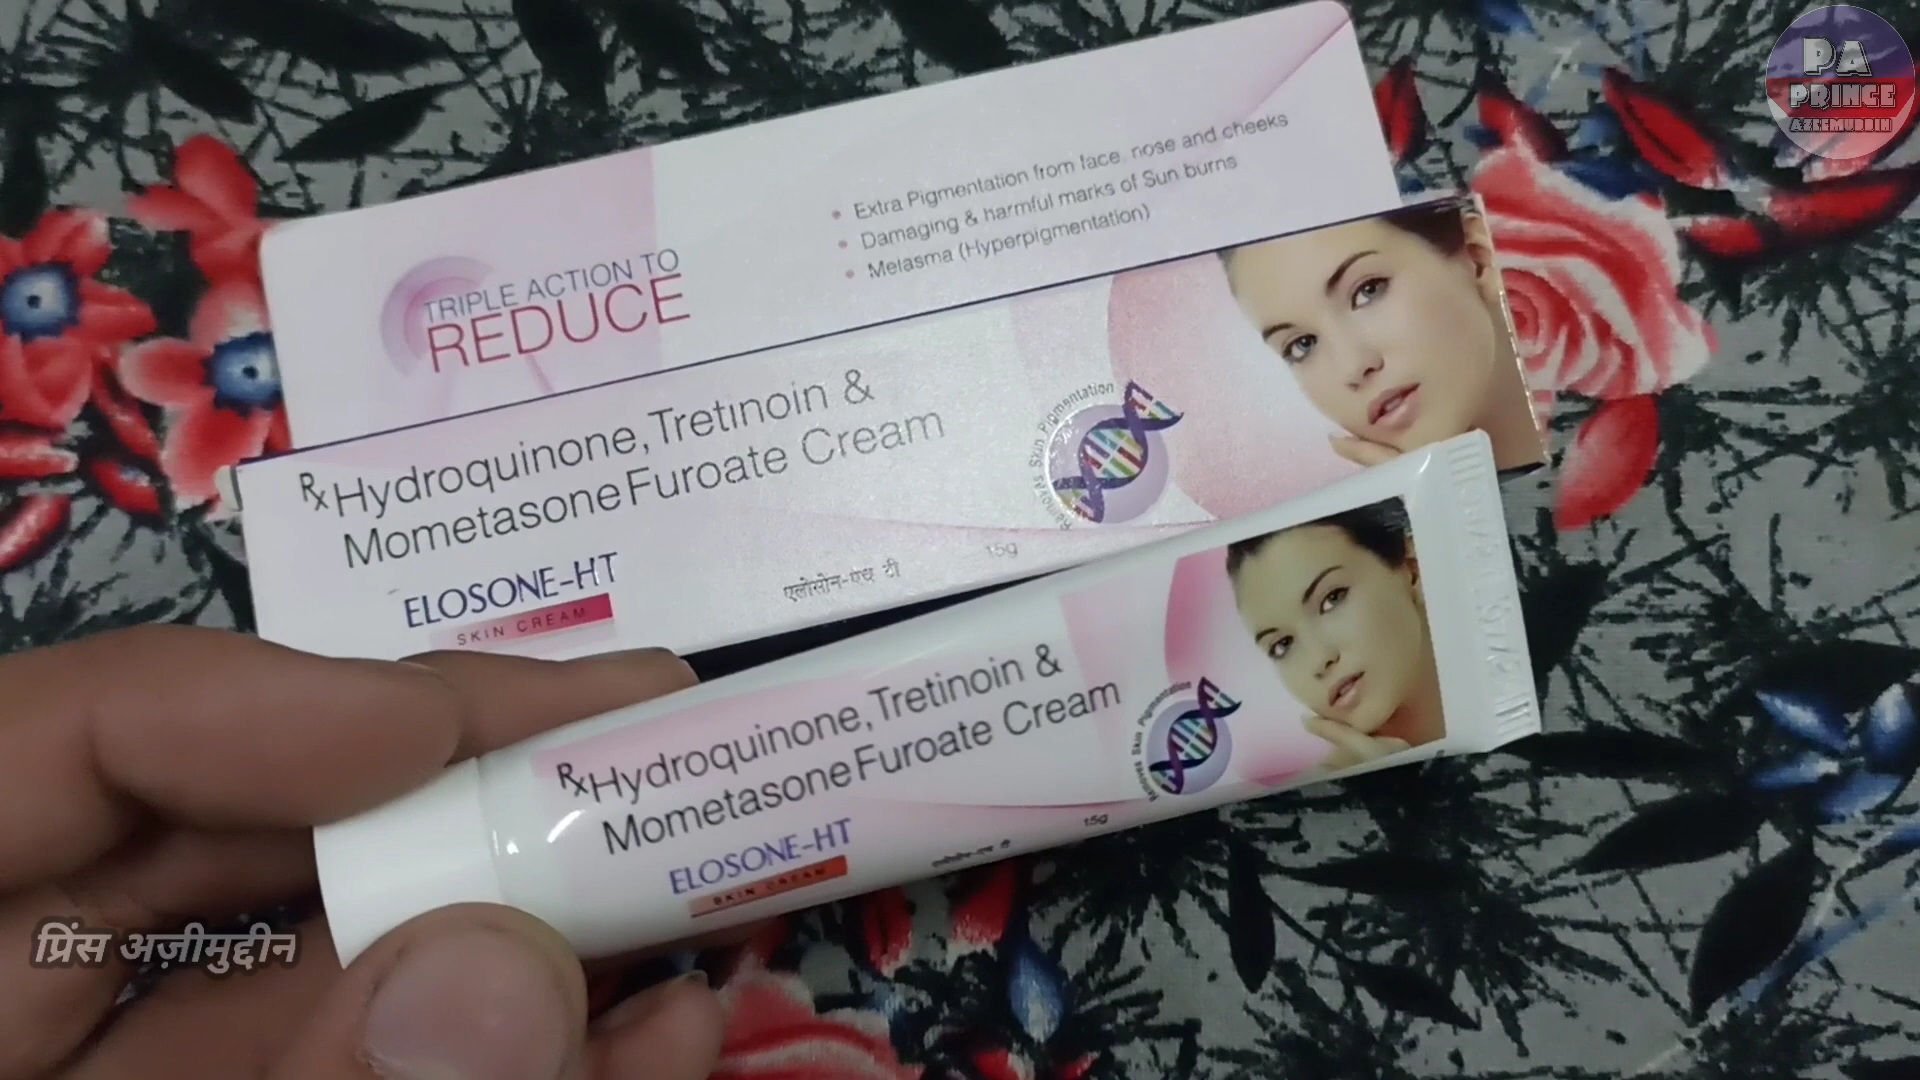 PA
PRINCE
AZEEMUDDIN
Extra Pigmentation from face, nose and cheeks
Damaging & harmful marks of Sun burns
Melasma (Hyperpigmentation)
TRIPLE ACTION TO
REDUCE
Rx Hydroquinone, Tretinoin &
Mometasone Furoate Cream
Removes Skin Pigmentation
ELOSONE-HT
SKIN CREAM
एलोसोन-एच टी
15g
Rx Hydroquinone, Tretinoin &
Mometasone Furoate Cream
Removes Skin Pigmentation
ELOSONE-HT
SKIN CREAM
15g
प्रिंस अज़ीमुद्दीन